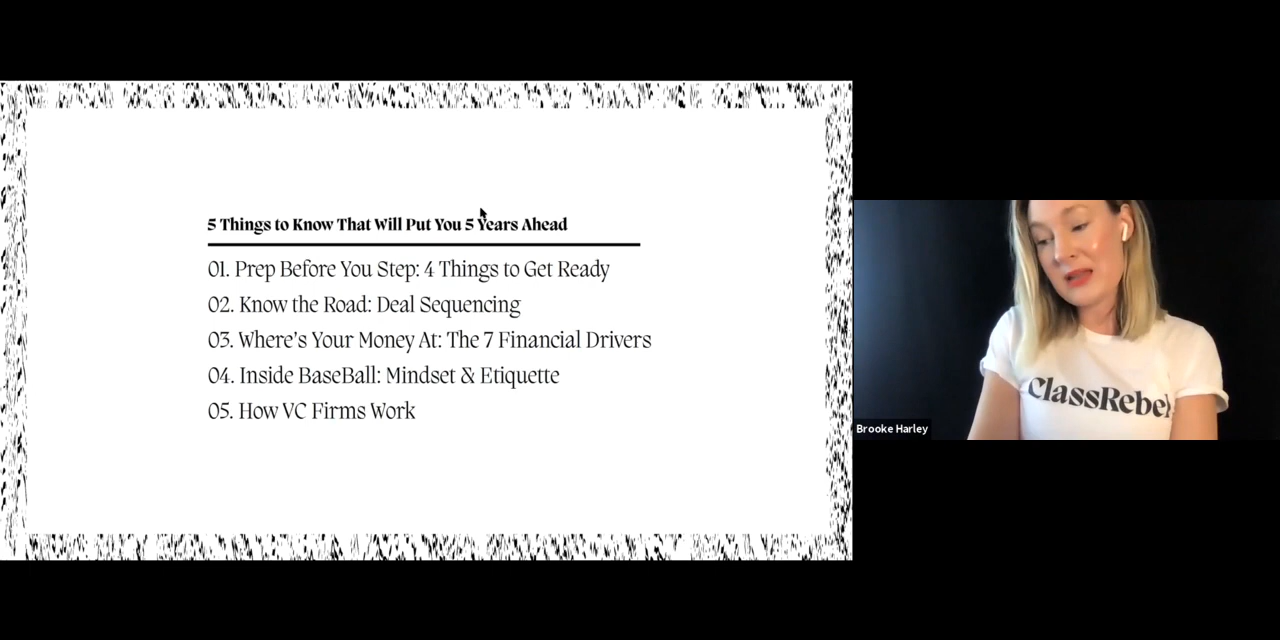 5 Things to Know That Will Put You 5 Years Ahead
01. Prep Before You Step: 4 Things to Get Ready
02. Know the Road: Deal Sequencing
03. Where's Your Money At: The 7 Financial Drivers
04. Inside BaseBall: Mindset & Etiquette
05. How VC Firms Work
ClassRebel
Brooke Harley